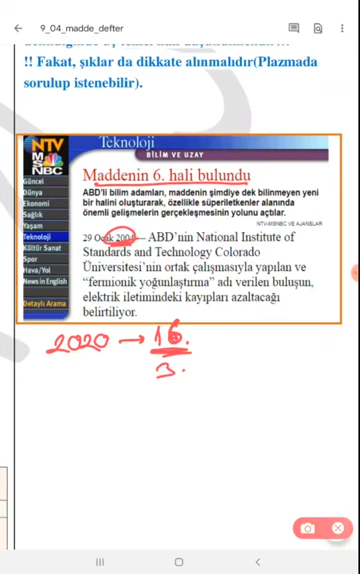 9_04_madde_defter
!! Fakat, şıklar da dikkate alınmalıdır(Plazmada
sorulup istenebilir).
NTV
MS
NBC
Teknoloji
BİLİM VE UZAY
Güncel
Dünya
Ekonomi
Sağlık
Yaşam
Teknoloji
Kültür Sanat
Spor
Hava/Yol
News in English
Detaylı Arama
Maddenin 6. hali bulundu
ABD'li bilim adamları, maddenin şimdiye dek bilinmeyen yeni
bir halini oluşturarak, özellikle süperiletkenler alanında
önemli gelişmelerin gerçekleşmesinin yolunu açtılar.
NTV-MSNBC VE AJANSLAR
29 Ocak 2004 — ABD'nin National Institute of
Standards and Technology Colorado
Üniversitesi'nin ortak çalışmasıyla yapılan ve
“fermionik yoğunlaştırma” adı verilen buluşun,
elektrik iletimindeki kayıpları azaltacağı
belirtiliyor.
2020 → 16.
3.